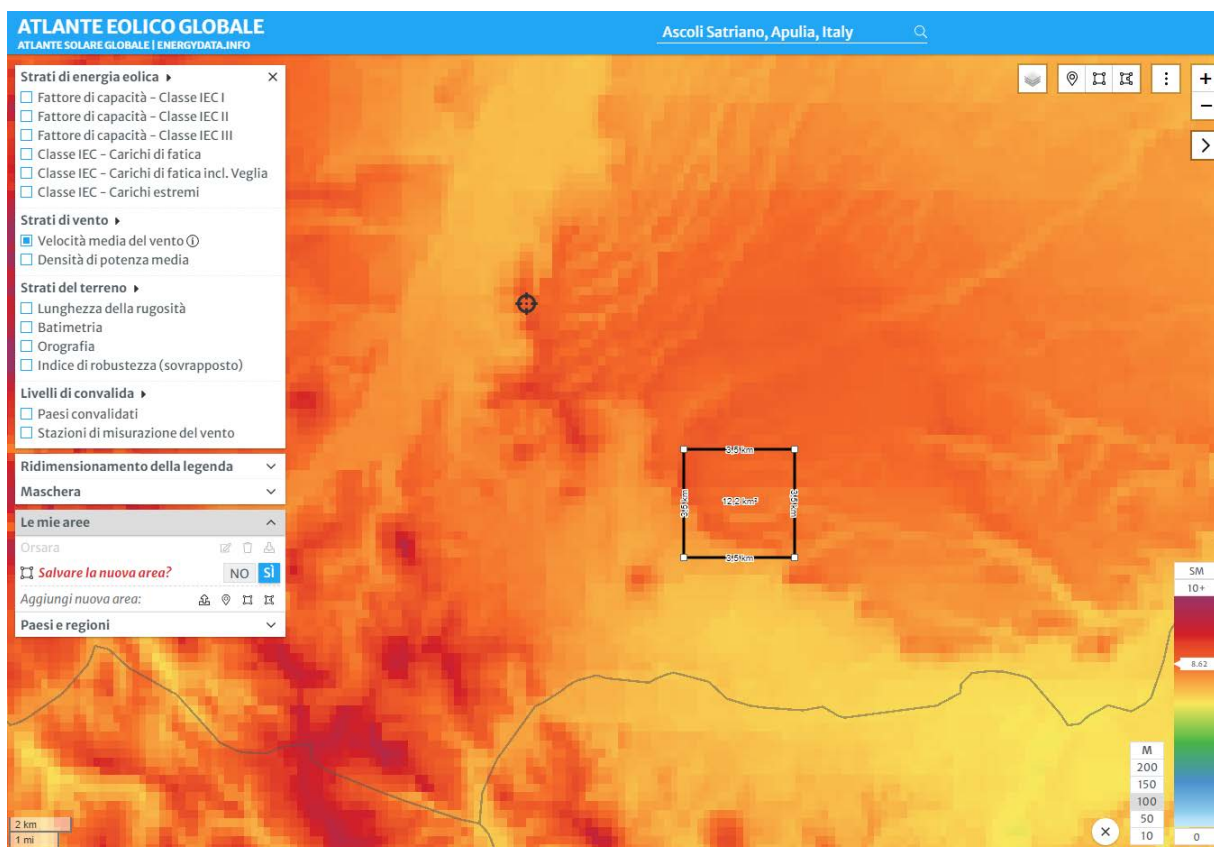 ATLANTE EOLICO GLOBALE
ATLANTE SOLARE GLOBALE | ENERGYDATA.INFO
Ascoli Satriano, Apulia, Italy
Strati di energia eolica
Fattore di capacità - Classe IEC I
Fattore di capacità - Classe IEC II
Fattore di capacità - Classe IEC III
Classe IEC - Carichi di fatica
Classe IEC - Carichi di fatica incl. Veglia
Classe IEC - Carichi estremi
Strati di vento
Velocità media del vento
Densità di potenza media
Strati del terreno
Lunghezza della rugosità
Batimetria
Orografia
Indice di robustezza (sovrapposto)
Livelli di convalida
Paesi convalidati
Stazioni di misurazione del vento
Ridimensionamento della legenda
Maschera
Le mie aree
Orsara
Salvare la nuova area? NO SÌ
Aggiungi nuova area:
Paesi e regioni
3,5 km
3,5 km
12,2 km²
3,5 km
3,5 km
SM
10+
8.62
0
M
200
150
100
50
10
2 km
1 mi